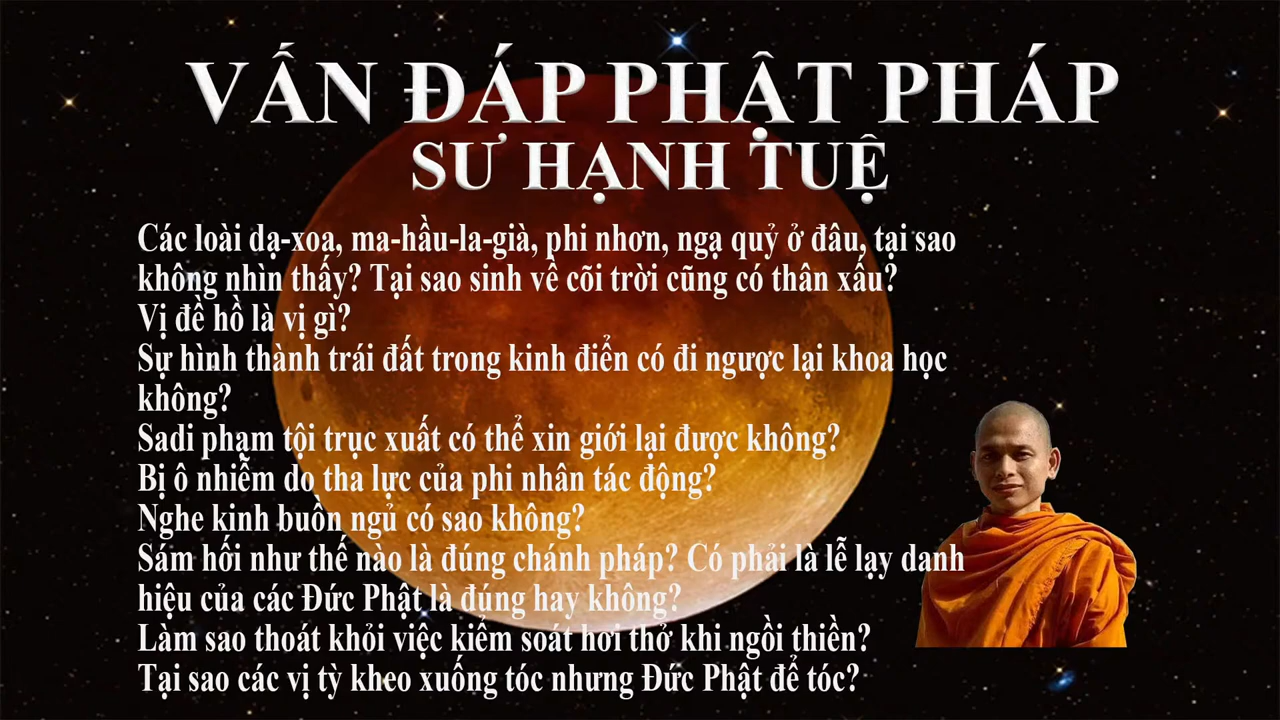 VẤN ĐÁP PHẬT PHÁP
SƯ HẠNH TUỆ
Các loài dạ-xoa, ma-hầu-la-già, phi nhơn, ngạ quỷ ở đâu, tại sao
không nhìn thấy? Tại sao sinh về cõi trời cũng có thân xấu?
Vị đề hồ là vị gì?
Sự hình thành trái đất trong kinh điển có đi ngược lại khoa học
không?
Sadi phạm tội trục xuất có thể xin giới lại được không?
Bị ô nhiễm do tha lực của phi nhân tác động?
Nghe kinh buồn ngủ có sao không?
Sám hối như thế nào là đúng chánh pháp? Có phải là lễ lạy danh
hiệu của các Đức Phật là đúng hay không?
Làm sao thoát khỏi việc kiểm soát hơi thở khi ngồi thiền?
Tại sao các vị tỳ kheo xuống tóc nhưng Đức Phật để tóc?